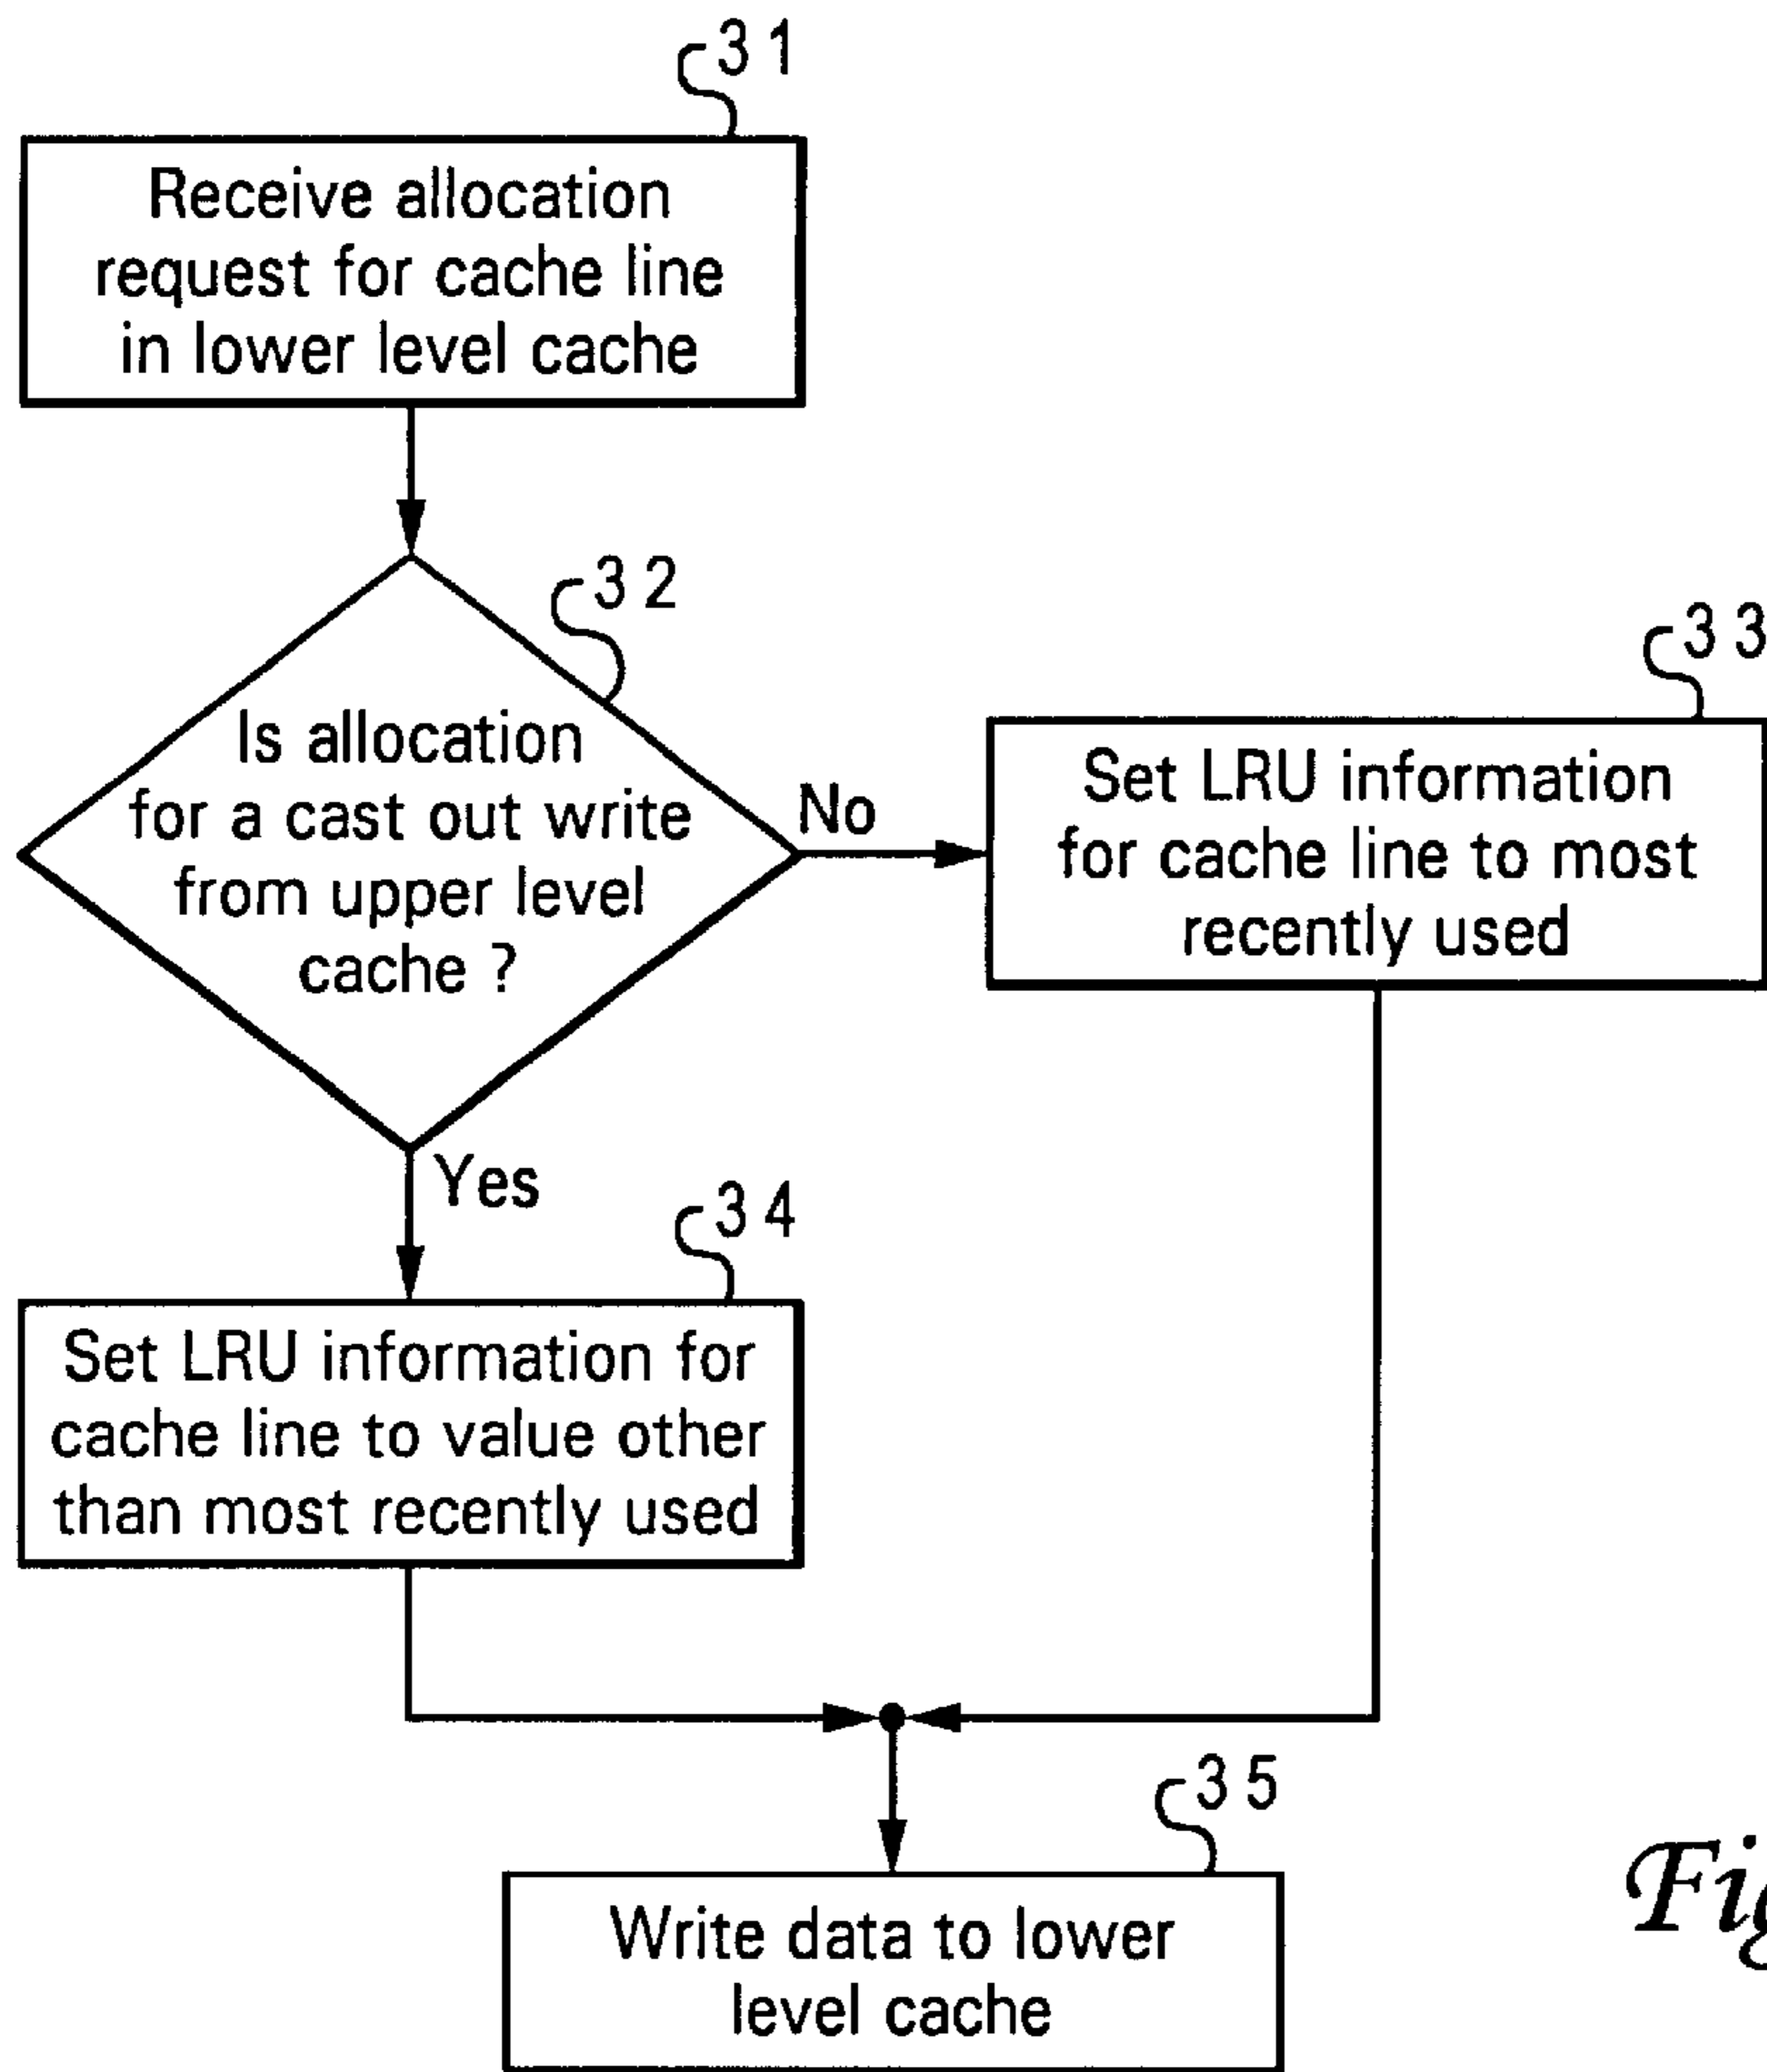 31
Receive allocation
request for cache line
in lower level cache
32
Is allocation
for a cast out write
from upper level
cache ?
No
33
Set LRU information
for cache line to most
recently used
Yes
34
Set LRU information for
cache line to value other
than most recently used
35
Write data to lower
level cache